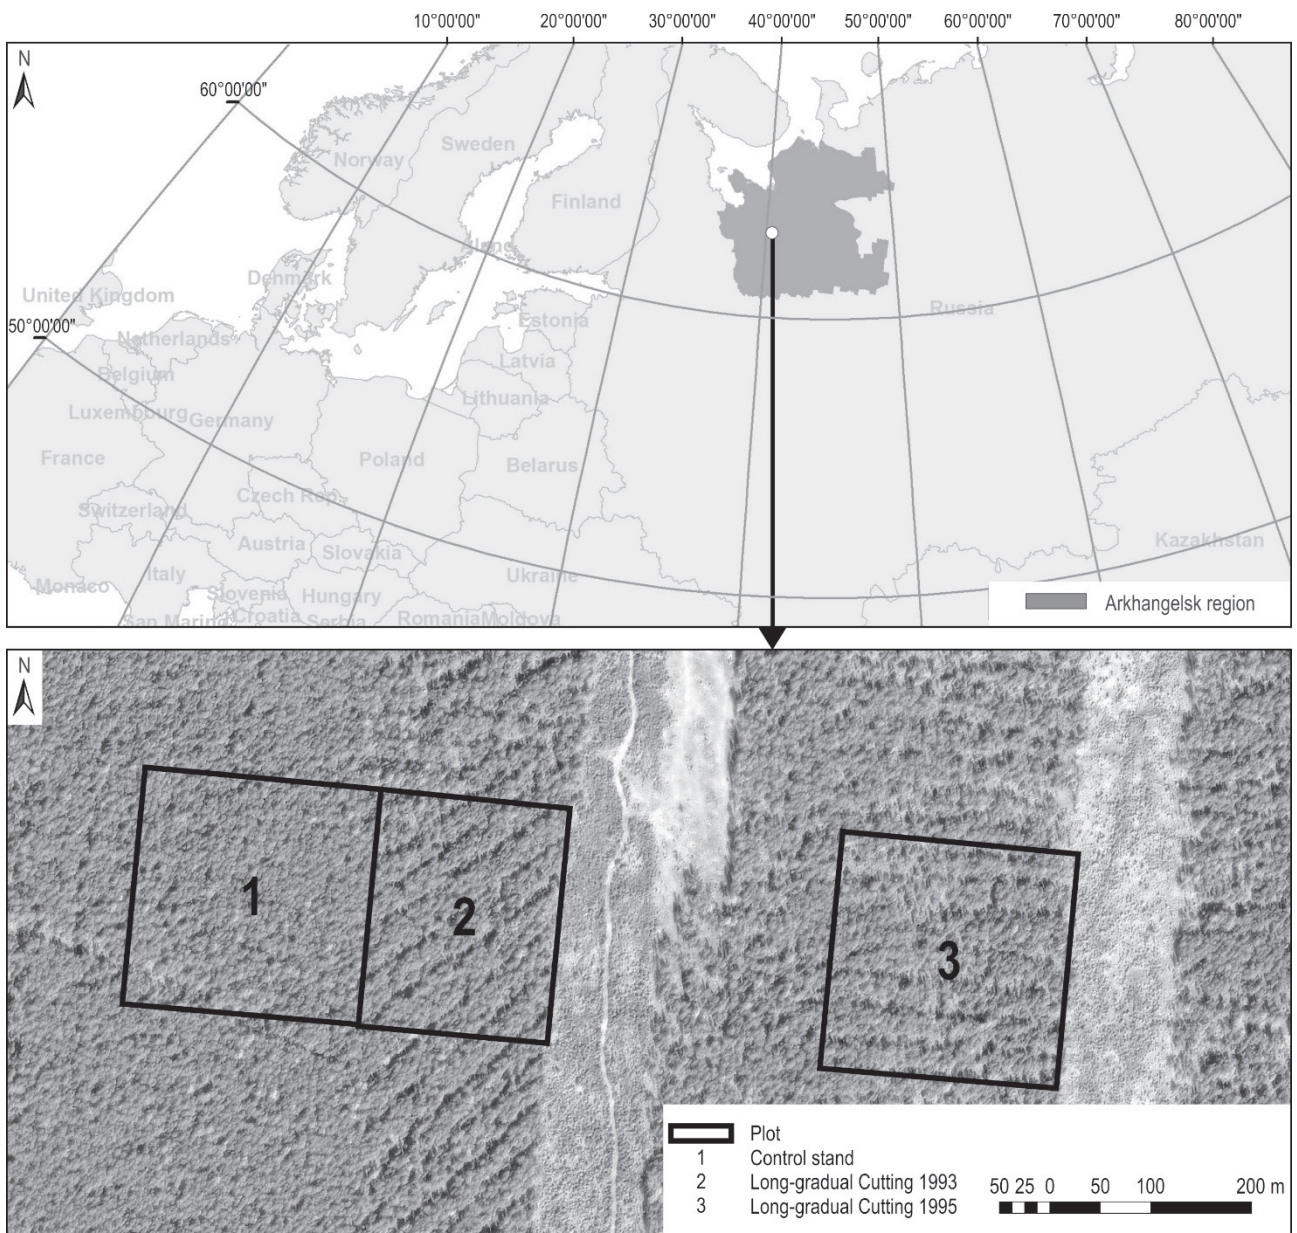 10°00'00" 20°00'00" 30°00'00" 40°00'00" 50°00'00" 60°00'00" 70°00'00" 80°00'00"
N
60°00'00"
Sweden
Norway
Finland
Åland
Denmark
United Kingdom
Russia
50°00'00"
Estonia
Netherlands
Latvia
Belgium
Lithuania
Luxembourg
Germany
France
Poland
Belarus
Czech Rep.
Switzerland
Austria
Slovakia
Kazakhstan
Italy
Ukraine
Monaco
Slovenia
Hungary
Arkhangelsk region
San Marino
Croatia
Serbia
Romania
Moldova
N
1
2
3
Plot
1 Control stand
2 Long-gradual Cutting 1993
3 Long-gradual Cutting 1995
50 25 0 50 100 200 m